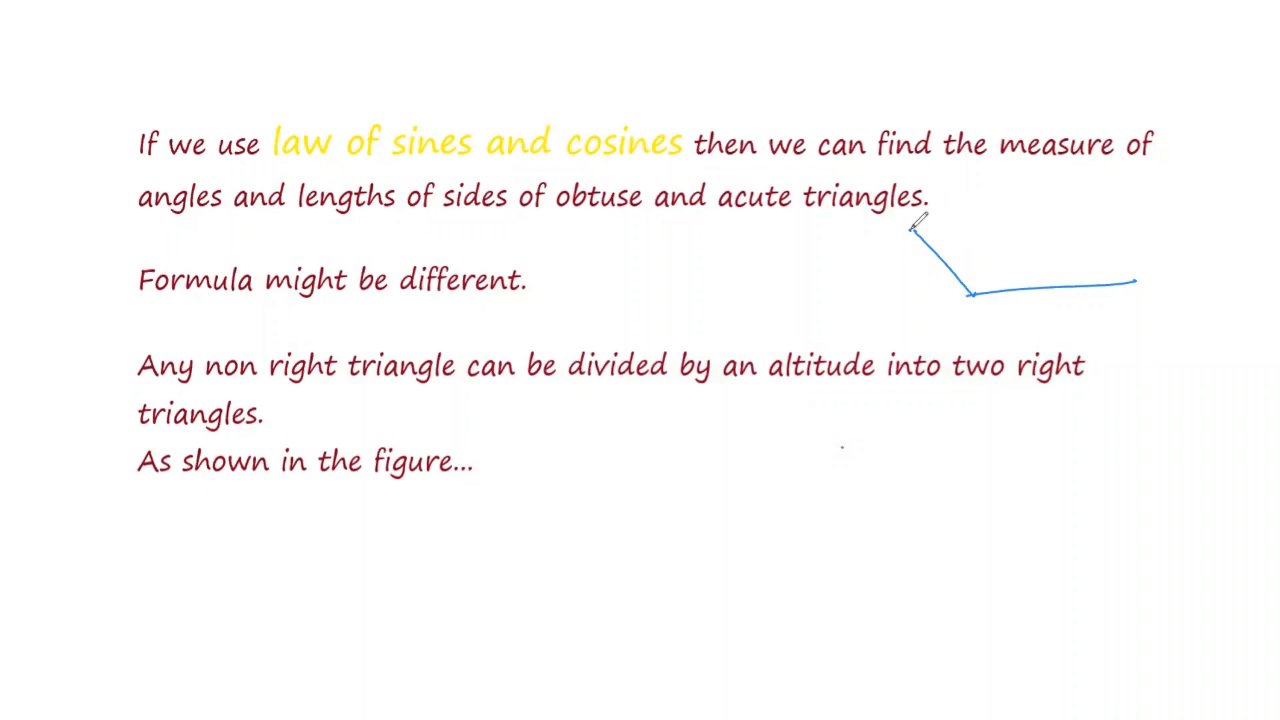 If we use law of sines and cosines then we can find the measure of
angles and lengths of sides of obtuse and acute triangles.
Formula might be different.
Any non right triangle can be divided by an altitude into two right
triangles.
As shown in the figure...